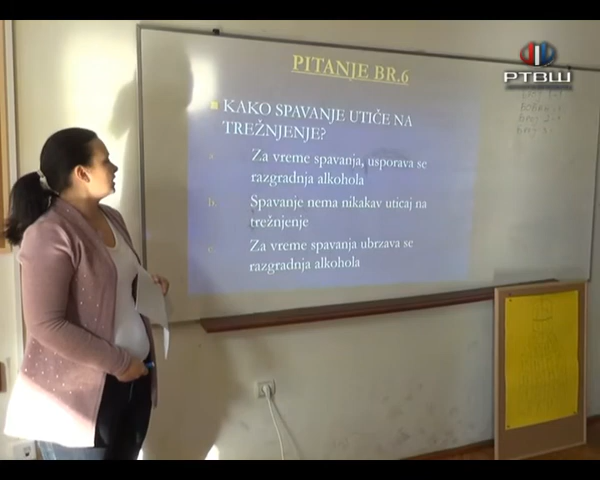 РТВШ
PITANJE BR.6
KAKO SPAVANJE UTIČE NA
TREŽNJENJE?
a. Za vreme spavanja, usporava se
razgradnja alkohola
b. Spavanje nema nikakav uticaj na
trežnjenje
c. Za vreme spavanja ubrzava se
razgradnja alkohola